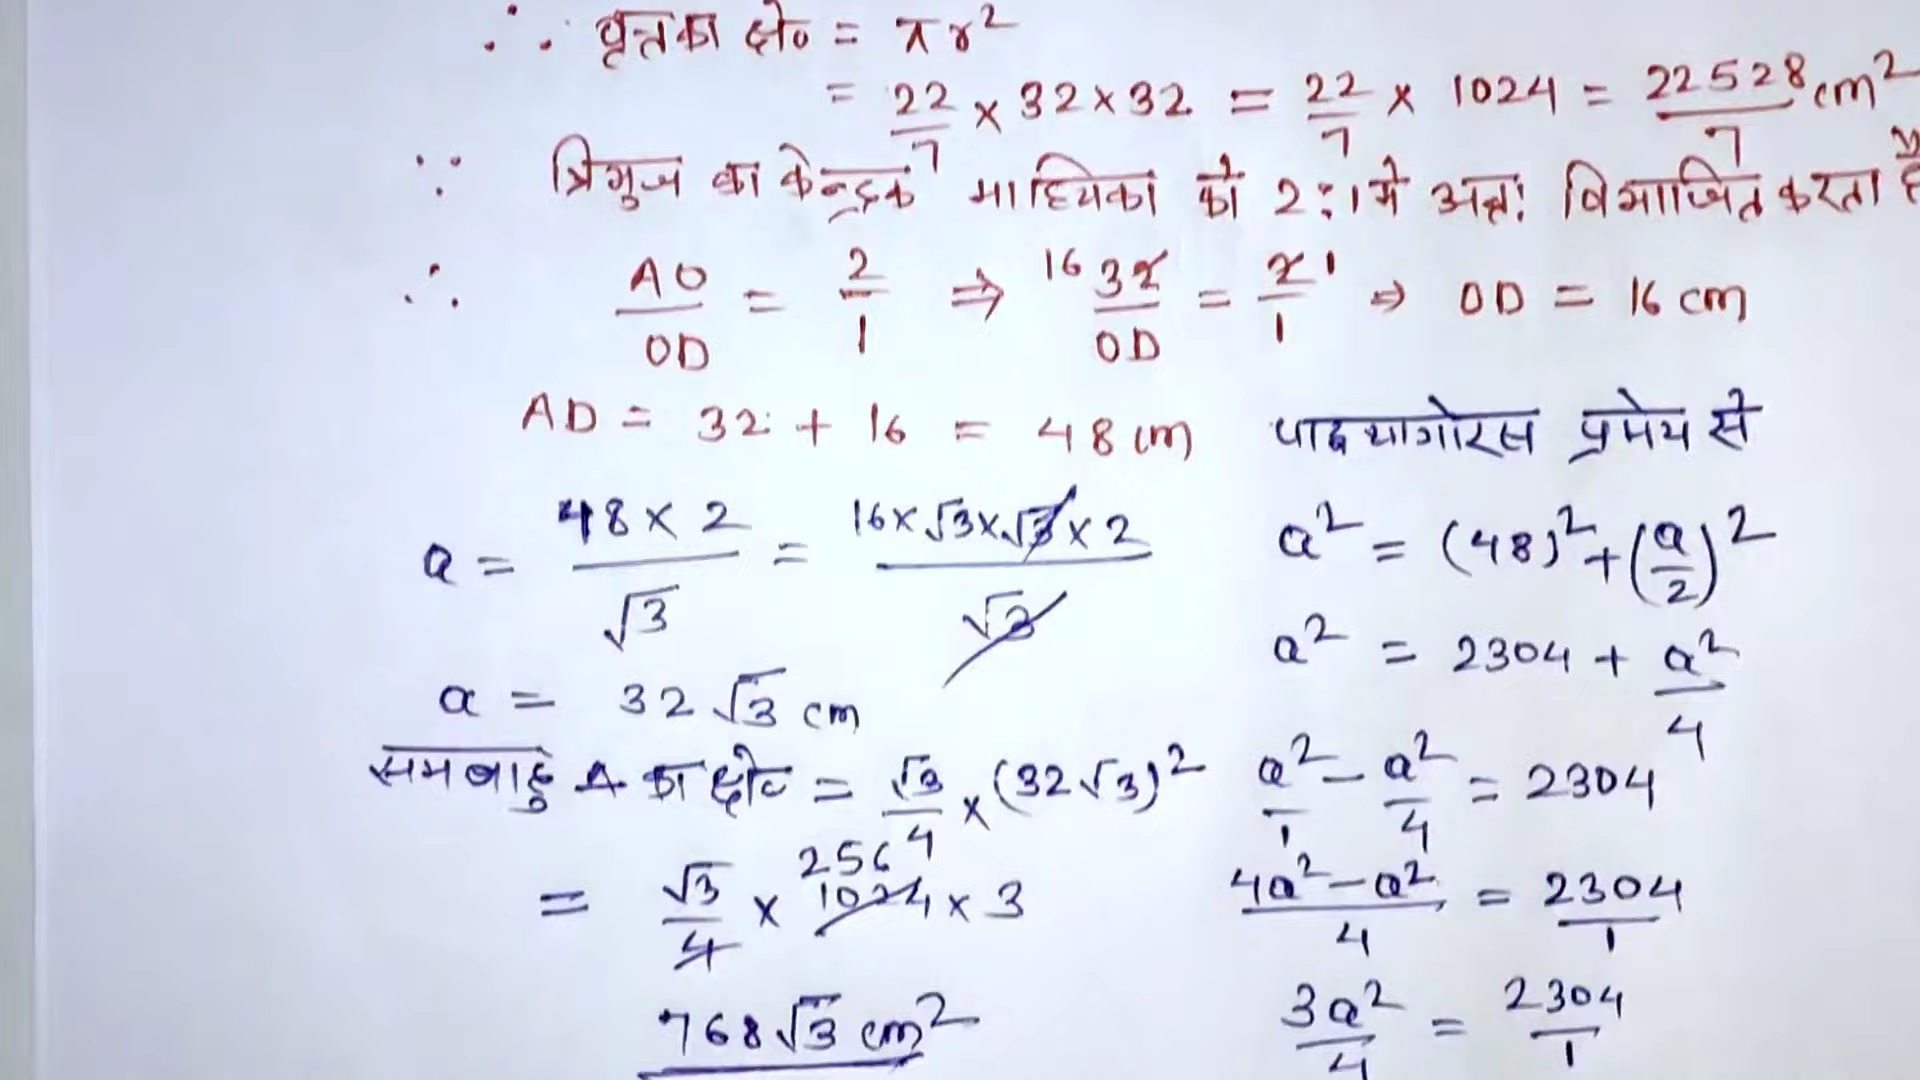 ∴ वृत्तका क्षे० = πr²
= 22/7 × 32 × 32 = 22/7 × 1024 = 22528/7 cm²
∵ त्रिभुज का केन्द्रक माध्यिका को 2:1 मे अन्तः विभाजित करता है
∴ AO/OD = 2/1 ⇒ 16 32/OD = 2/1 1 ⇒ OD = 16 cm
AD = 32 + 16 = 48 cm
a = 48 × 2/√3 = 16 × √3 × √3 × 2/√3
a = 32√3 cm
समबाहु Δ का क्षे० = √3/4 × (32√3)²
= √3/4 × 256 1024 × 3
768√3 cm²
पाइथागोरस प्रमेय से
a² = (48)² + (a/2)²
a² = 2304 + a²/4
a²/1 - a²/4 = 2304
4a² - a²/4 = 2304/1
3a²/4 = 2304/1